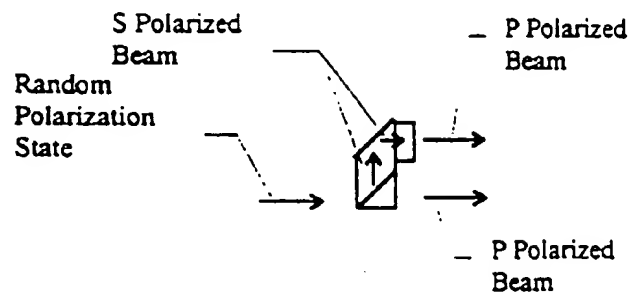 S Polarized
Beam
Random
Polarization
State
P Polarized
Beam
P Polarized
Beam